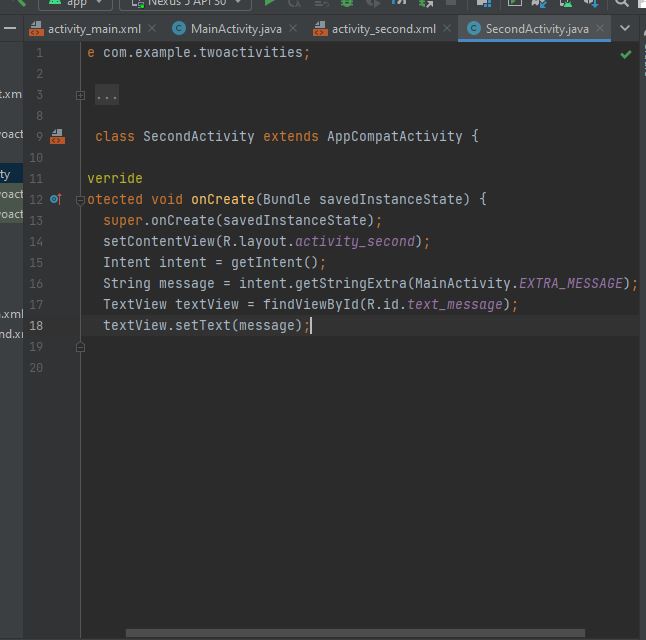 app Nexus 5 API 30
activity_main.xml MainActivity.java activity_second.xml SecondActivity.java
1 e com.example.twoactivities;
2
3 ...
8
9 class SecondActivity extends AppCompatActivity {
10
11 verride
12 otected void onCreate(Bundle savedInstanceState) {
13 super.onCreate(savedInstanceState);
14 setContentView(R.layout.activity_second);
15 Intent intent = getIntent();
16 String message = intent.getStringExtra(MainActivity.EXTRA_MESSAGE);
17 TextView textView = findViewById(R.id.text_message);
18 textView.setText(message);
19
20
t.xm
woact
ty
woact
woact
n.xml
nd.x